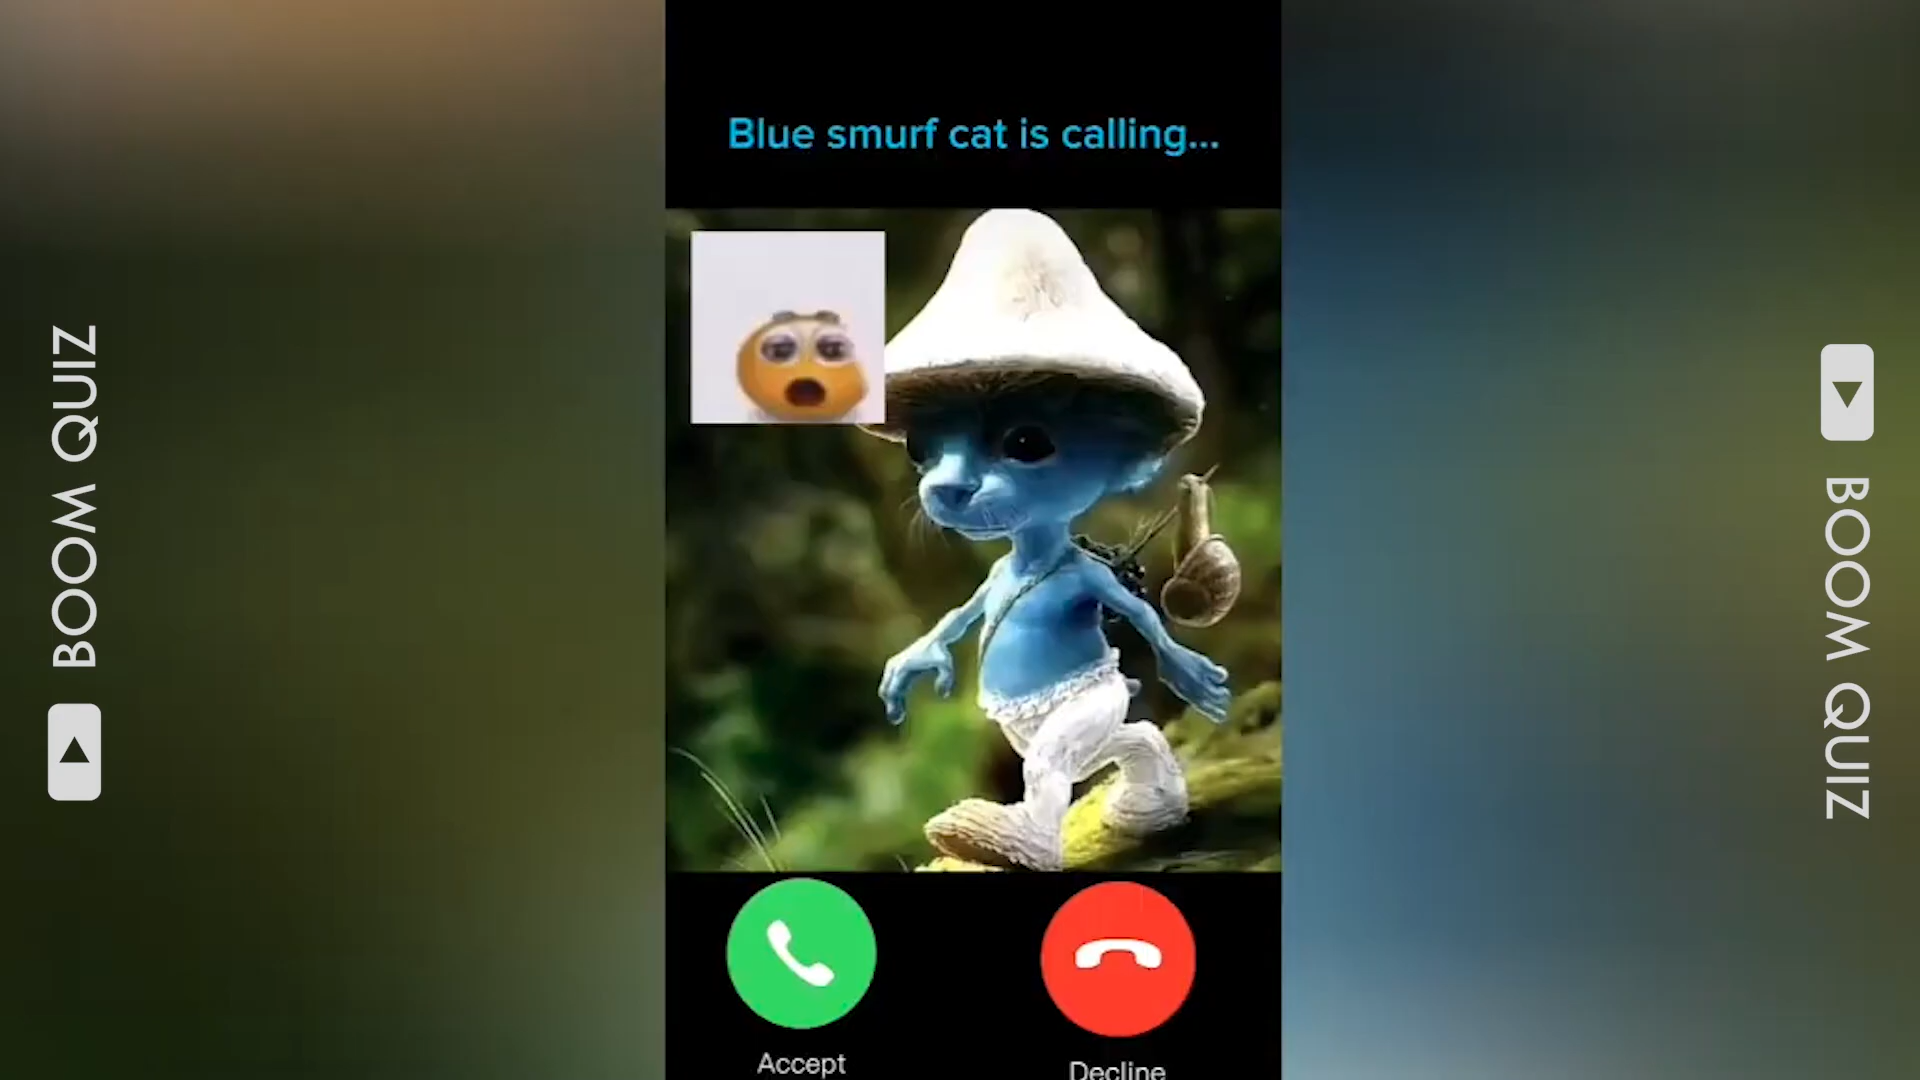 Blue smurf cat is calling...
BOOM QUIZ
BOOM QUIZ
Accept
Decline